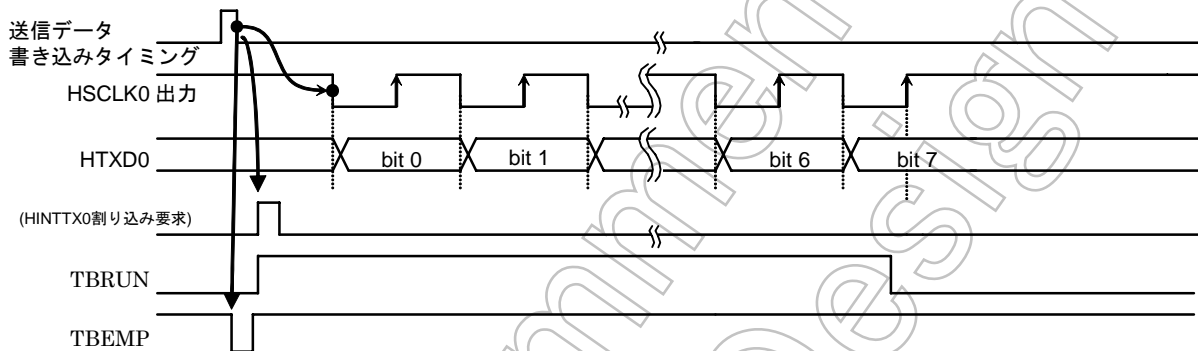 送信データ
書き込みタイミング
HSCLK0 出力
HTXD0
bit 0
bit 1
bit 6
bit 7
(HINTTX0割り込み要求)
TBRUN
TBEMP